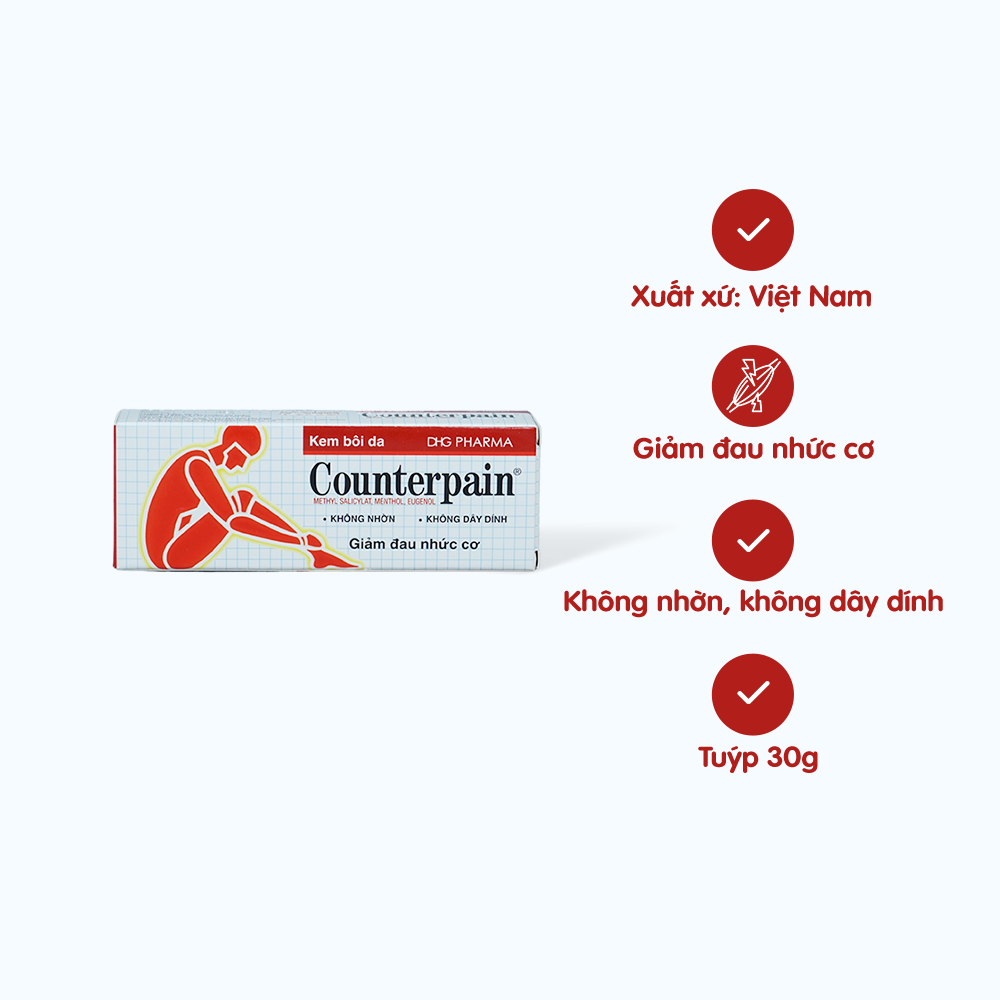 Counterpain
Kem bôi da
DHG PHARMA
Counterpain®
METHYL SALICYLAT, MENTHOL, EUGENOL
• KHÔNG NHỜN • KHÔNG DÂY DÍNH
Giảm đau nhức cơ
Xuất xứ: Việt Nam
Giảm đau nhức cơ
Không nhờn, không dây dính
Tuýp 30g